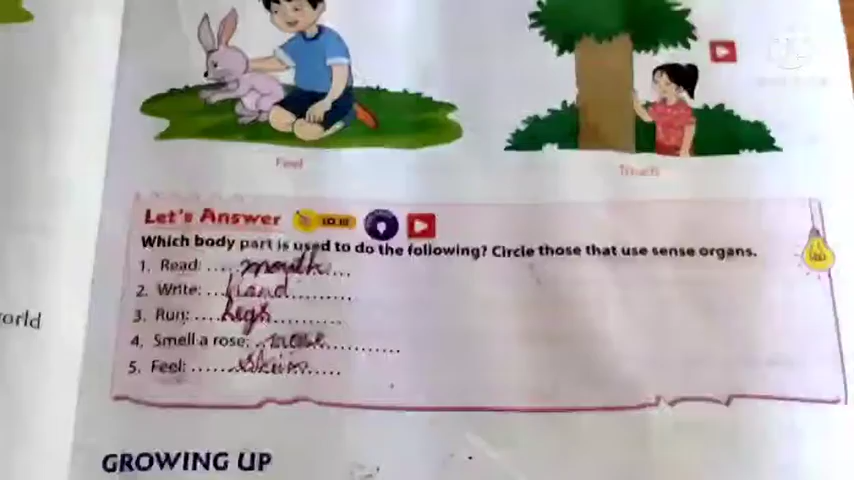 Feel
Touch
Let's Answer
Which body part is used to do the following? Circle those that use sense organs.
1. Read: .....mouth...
2. Write: ...hand..........
3. Run: ....legs..........
4. Smell a rose: ..nose............
5. Feel: ......skin.....
orld
GROWING UP